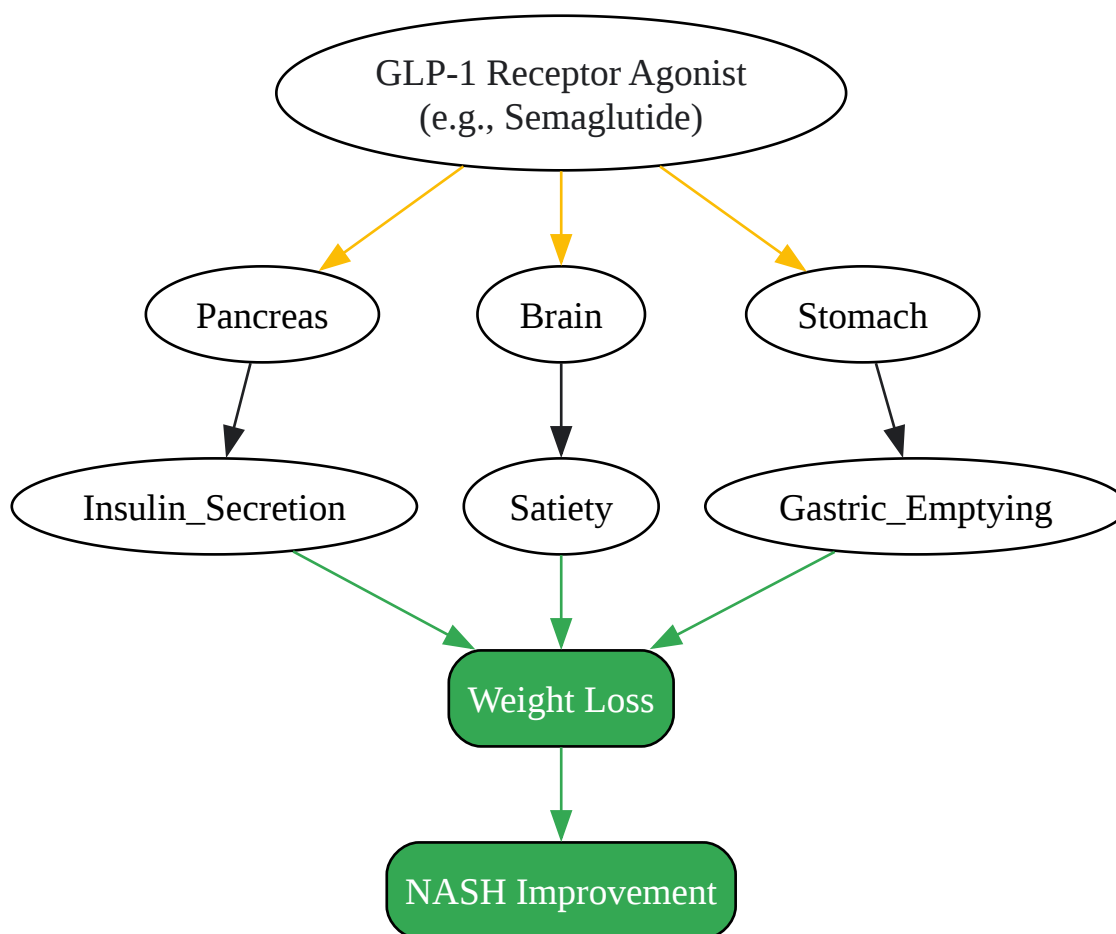 GLP-1 Receptor Agonist
(e.g., Semaglutide)
Pancreas
Brain
Stomach
Insulin_Secretion
Satiety
Gastric_Emptying
Weight Loss
NASH Improvement